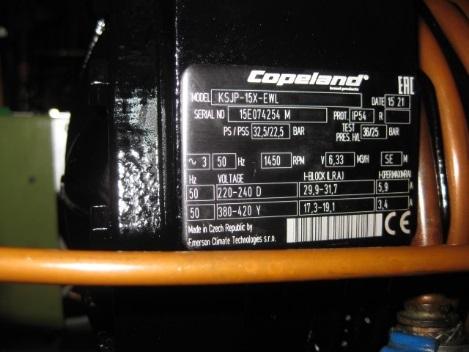 Copeland
brand products
EAC
MODEL KSJP-15X-EWL DATE 15 21
SERIAL NO 15E074254 M PROT. IP54 R
PS/PSS 32,5/22,5 BAR TEST PRES. H/L 36/25 BAR
~ 3 50 Hz 1450 RPM V 6,33 M3/H SE M
Hz VOLTAGE I-BLOCK (L.R.A.) I-OPERMAX(MRA)
50 220-240 D 29,9-31,7 5,9 A
50 380-420 Y 17,3-19,1 3,4 A
Made in Czech Republic by
Emerson Climate Technologies s.r.o.
CE